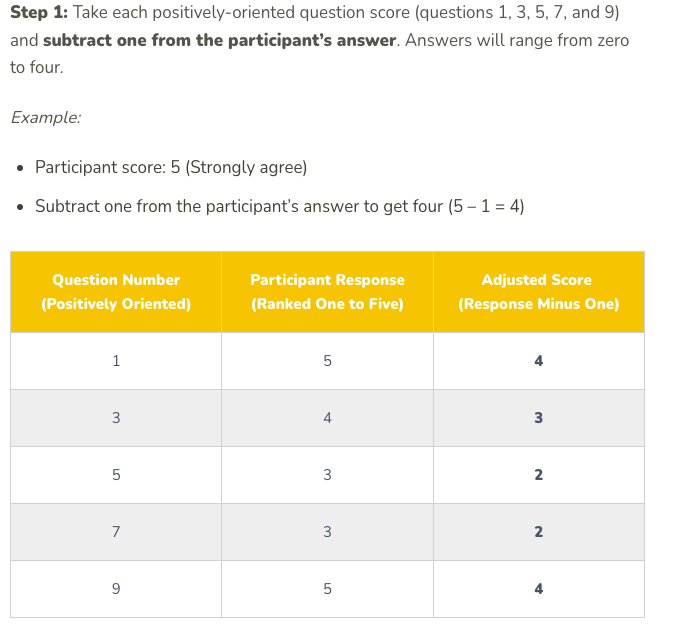 Step 1: Take each positively-oriented question score (questions 1, 3, 5, 7, and 9)
and subtract one from the participant’s answer. Answers will range from zero
to four.
Example:
• Participant score: 5 (Strongly agree)
• Subtract one from the participant’s answer to get four (5 – 1 = 4)
Question Number Participant Response Adjusted Score
(Positively Oriented) (Ranked One to Five) (Response Minus One)
1 5 4
3 4 3
5 3 2
7 3 2
9 5 4